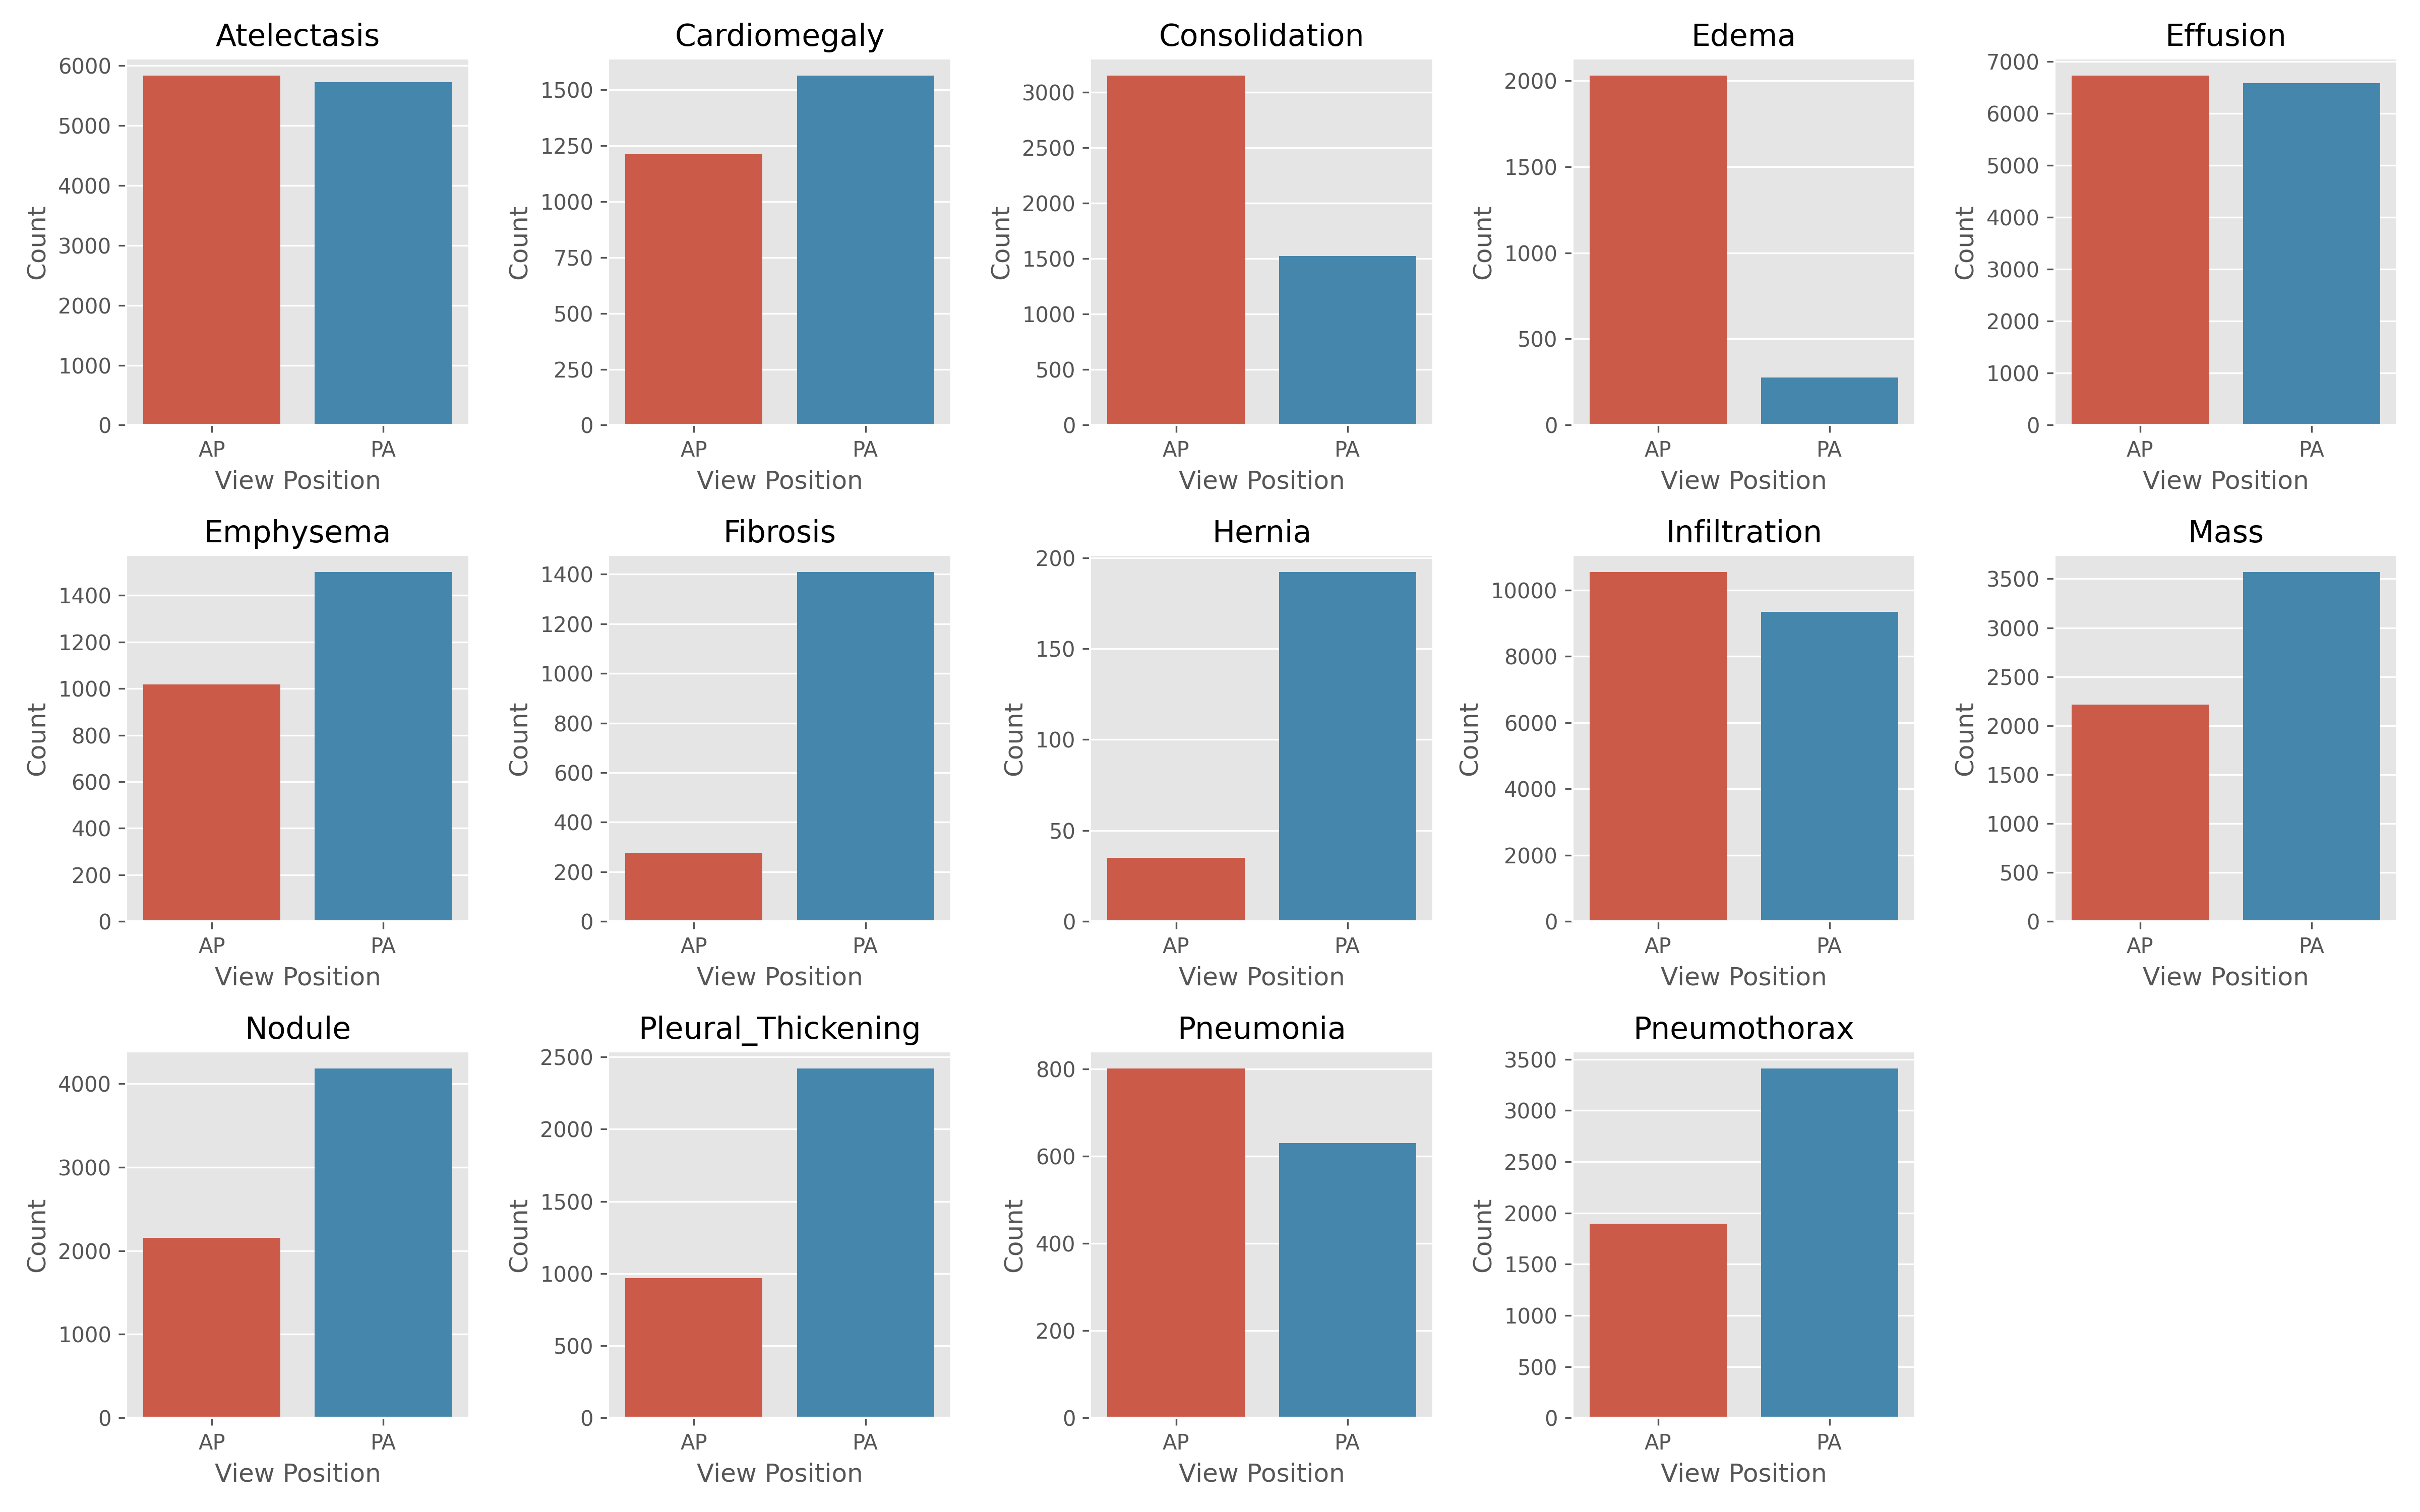 Atelectasis
6000
5000
4000
3000
2000
1000
0
Count
AP PA
View Position
Cardiomegaly
1500
1250
1000
750
500
250
0
Count
AP PA
View Position
Consolidation
3000
2500
2000
1500
1000
500
0
Count
AP PA
View Position
Edema
2000
1500
1000
500
0
Count
AP PA
View Position
Effusion
7000
6000
5000
4000
3000
2000
1000
0
Count
AP PA
View Position
Emphysema
1400
1200
1000
800
600
400
200
0
Count
AP PA
View Position
Fibrosis
1400
1200
1000
800
600
400
200
0
Count
AP PA
View Position
Hernia
200
150
100
50
0
Count
AP PA
View Position
Infiltration
10000
8000
6000
4000
2000
0
Count
AP PA
View Position
Mass
3500
3000
2500
2000
1500
1000
500
0
Count
AP PA
View Position
Nodule
4000
3000
2000
1000
0
Count
AP PA
View Position
Pleural_Thickening
2500
2000
1500
1000
500
0
Count
AP PA
View Position
Pneumonia
800
600
400
200
0
Count
AP PA
View Position
Pneumothorax
3500
3000
2500
2000
1500
1000
500
0
Count
AP PA
View Position